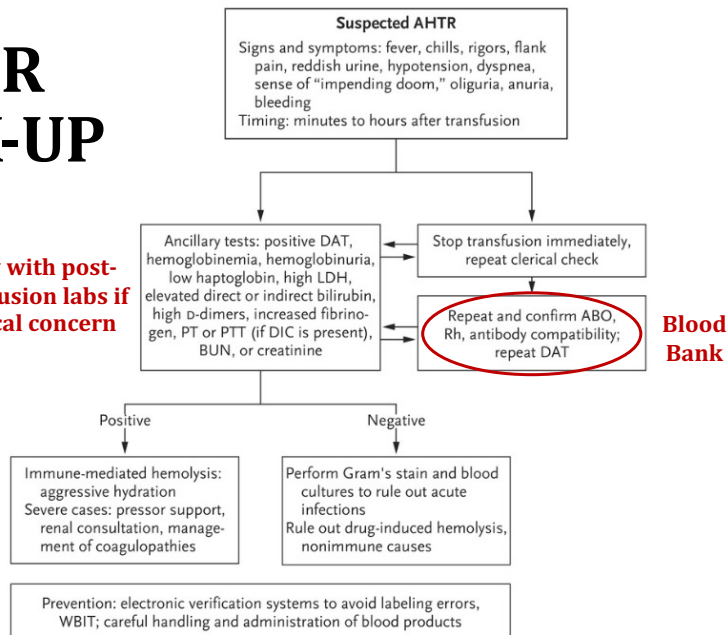 R
-UP
with post-
usion labs if
cal concern
Suspected AHTR
Signs and symptoms: fever, chills, rigors, flank
pain, reddish urine, hypotension, dyspnea,
sense of “impending doom,” oliguria, anuria,
bleeding
Timing: minutes to hours after transfusion
Ancillary tests: positive DAT,
hemoglobinemia, hemoglobinuria,
low haptoglobin, high LDH,
elevated direct or indirect bilirubin,
high D-dimers, increased fibrino-
gen, PT or PTT (if DIC is present),
BUN, or creatinine
Stop transfusion immediately,
repeat clerical check
Repeat and confirm ABO,
Rh, antibody compatibility;
repeat DAT
Blood
Bank
Positive
Negative
Immune-mediated hemolysis:
aggressive hydration
Severe cases: pressor support,
renal consultation, manage-
ment of coagulopathies
Perform Gram's stain and blood
cultures to rule out acute
infections
Rule out drug-induced hemolysis,
nonimmune causes
Prevention: electronic verification systems to avoid labeling errors,
WBIT; careful handling and administration of blood products